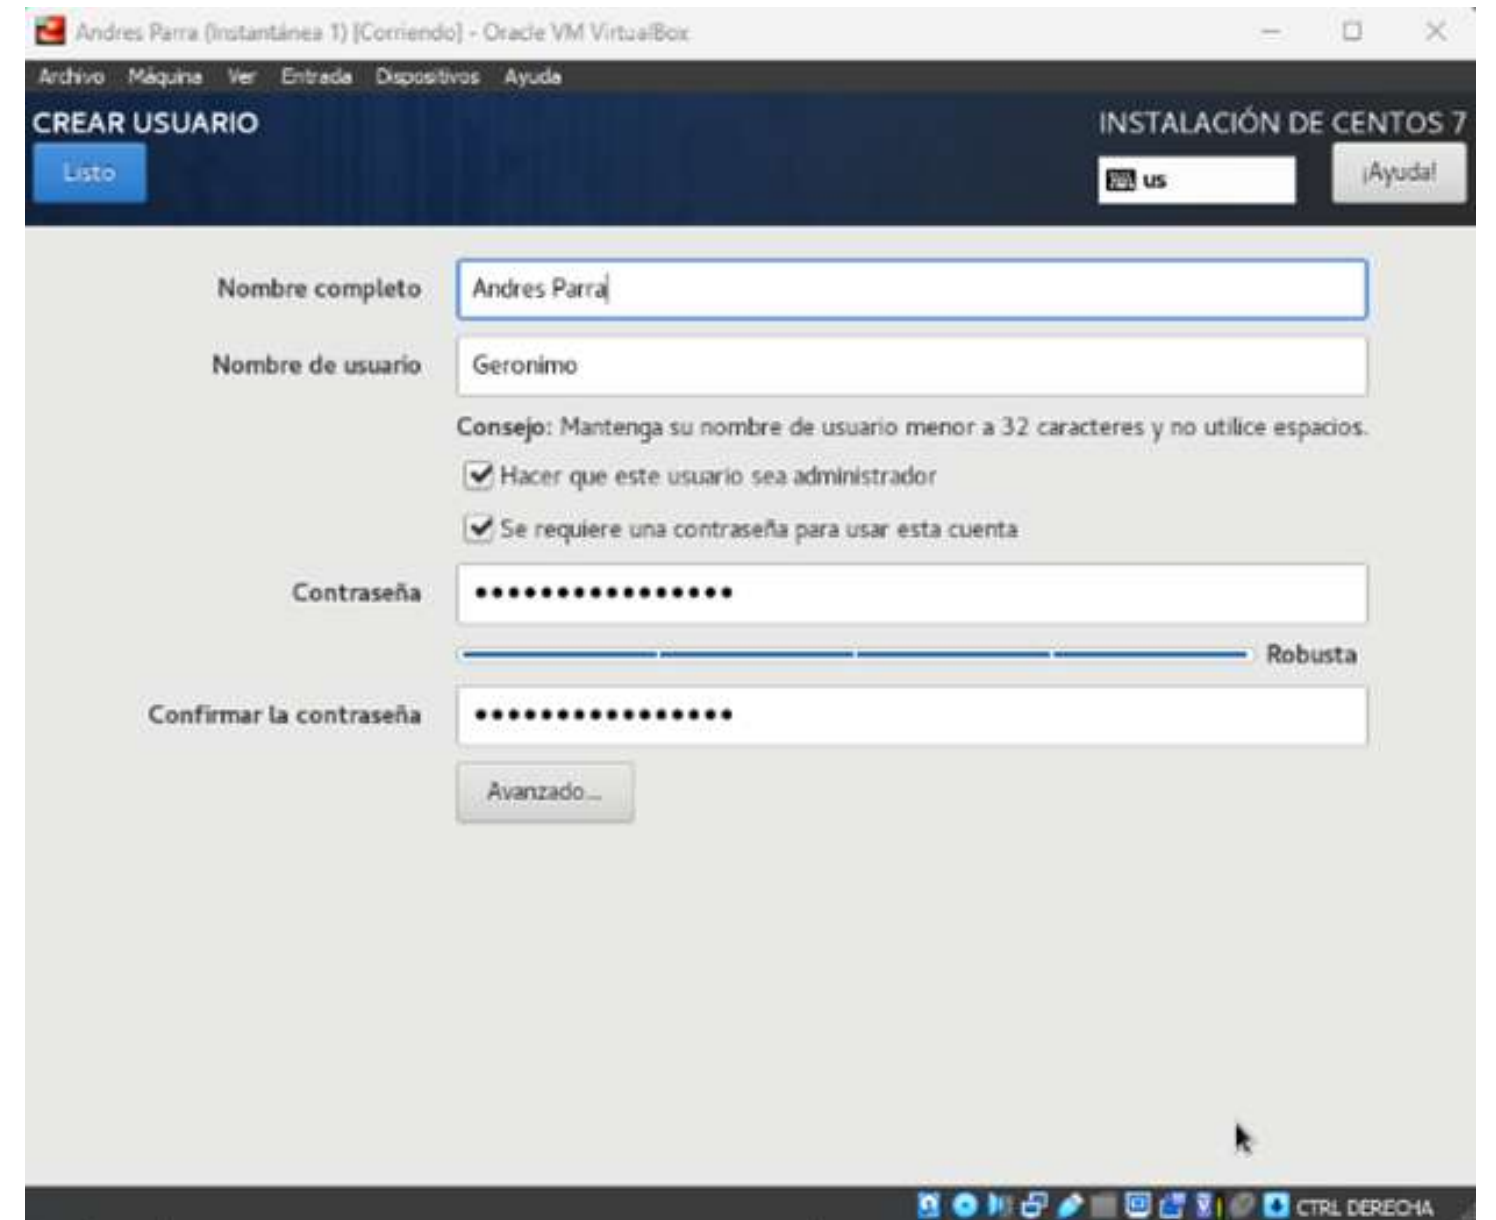 Andres Parra (Instantánea 1) [Corriendo] - Oracle VM VirtualBox
Archivo Máquina Ver Entrada Dispositivos Ayuda
CREAR USUARIO
INSTALACIÓN DE CENTOS 7
Listo
us
¡Ayuda!
Nombre completo
Andres Parra
Nombre de usuario
Geronimo
Consejo: Mantenga su nombre de usuario menor a 32 caracteres y no utilice espacios.
Hacer que este usuario sea administrador
Se requiere una contraseña para usar esta cuenta
Contraseña
••••••••••••••••
Robusta
Confirmar la contraseña
••••••••••••••••
Avanzado...
CTRL DERECHA